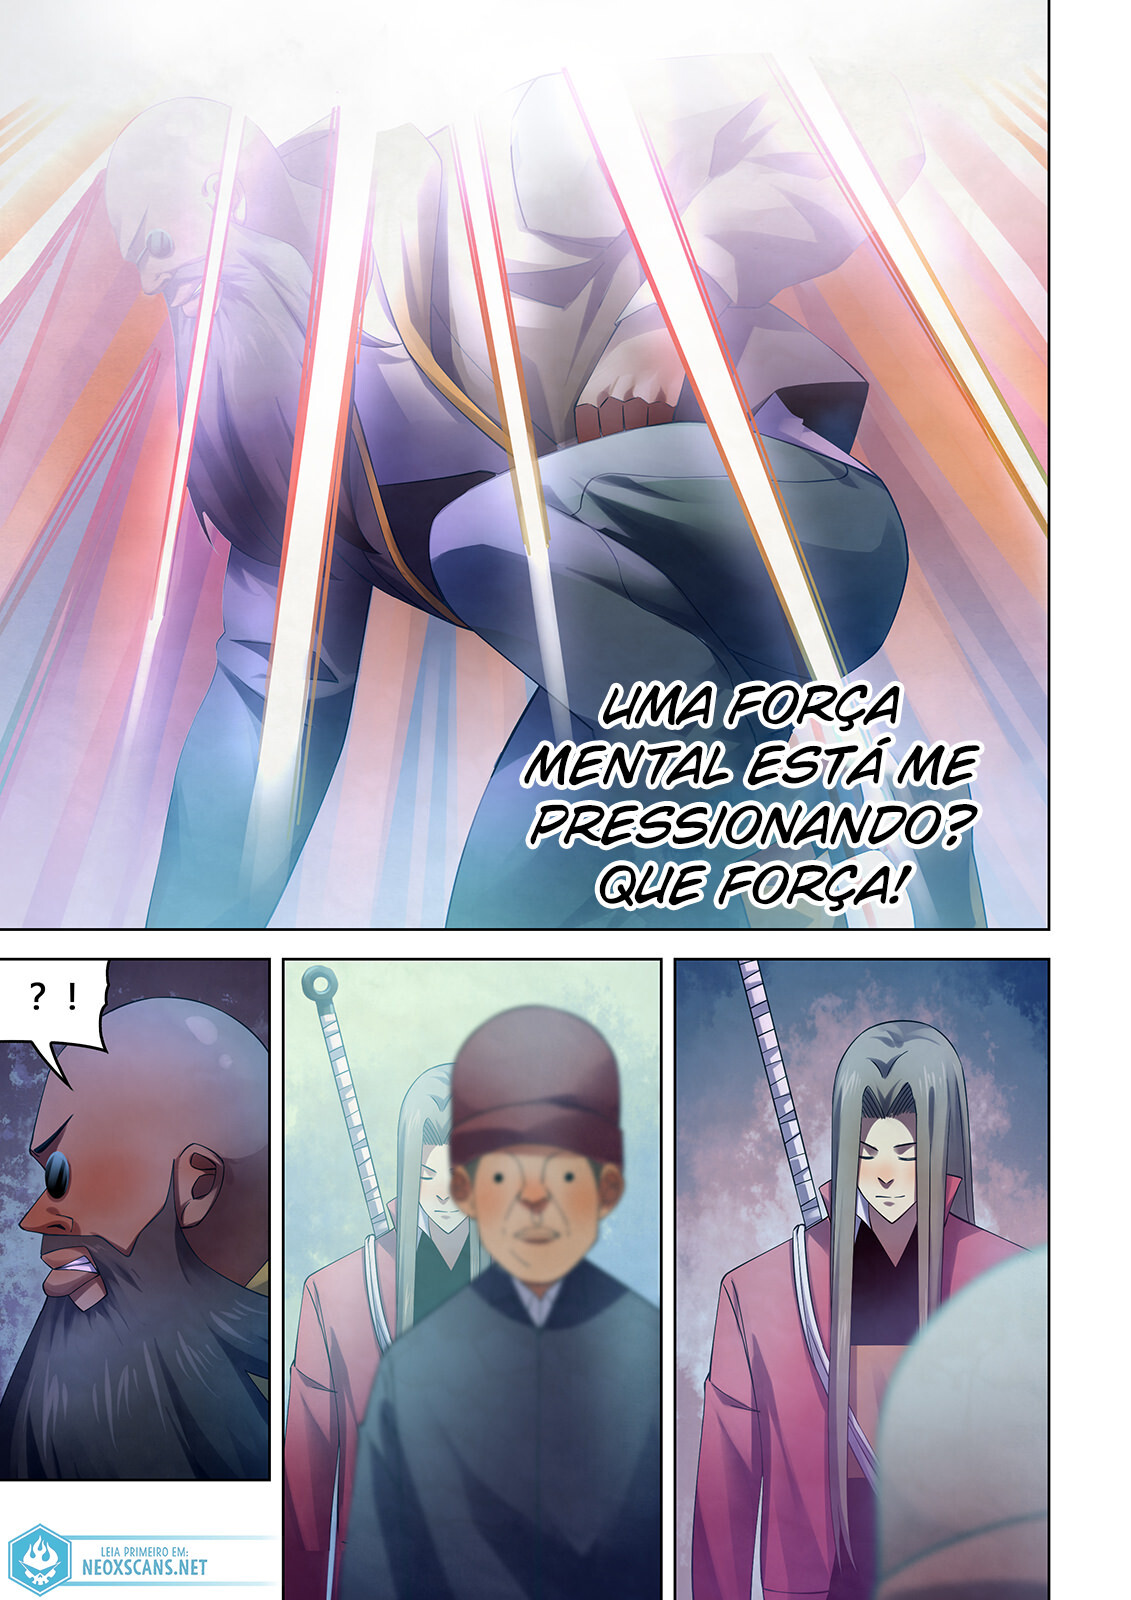 UMA FORÇA
MENTAL ESTÁ ME
PRESSIONANDO?
QUE FORÇA!
?!
LEIA PRIMEIRO EM:
NEOXSCANS.NET